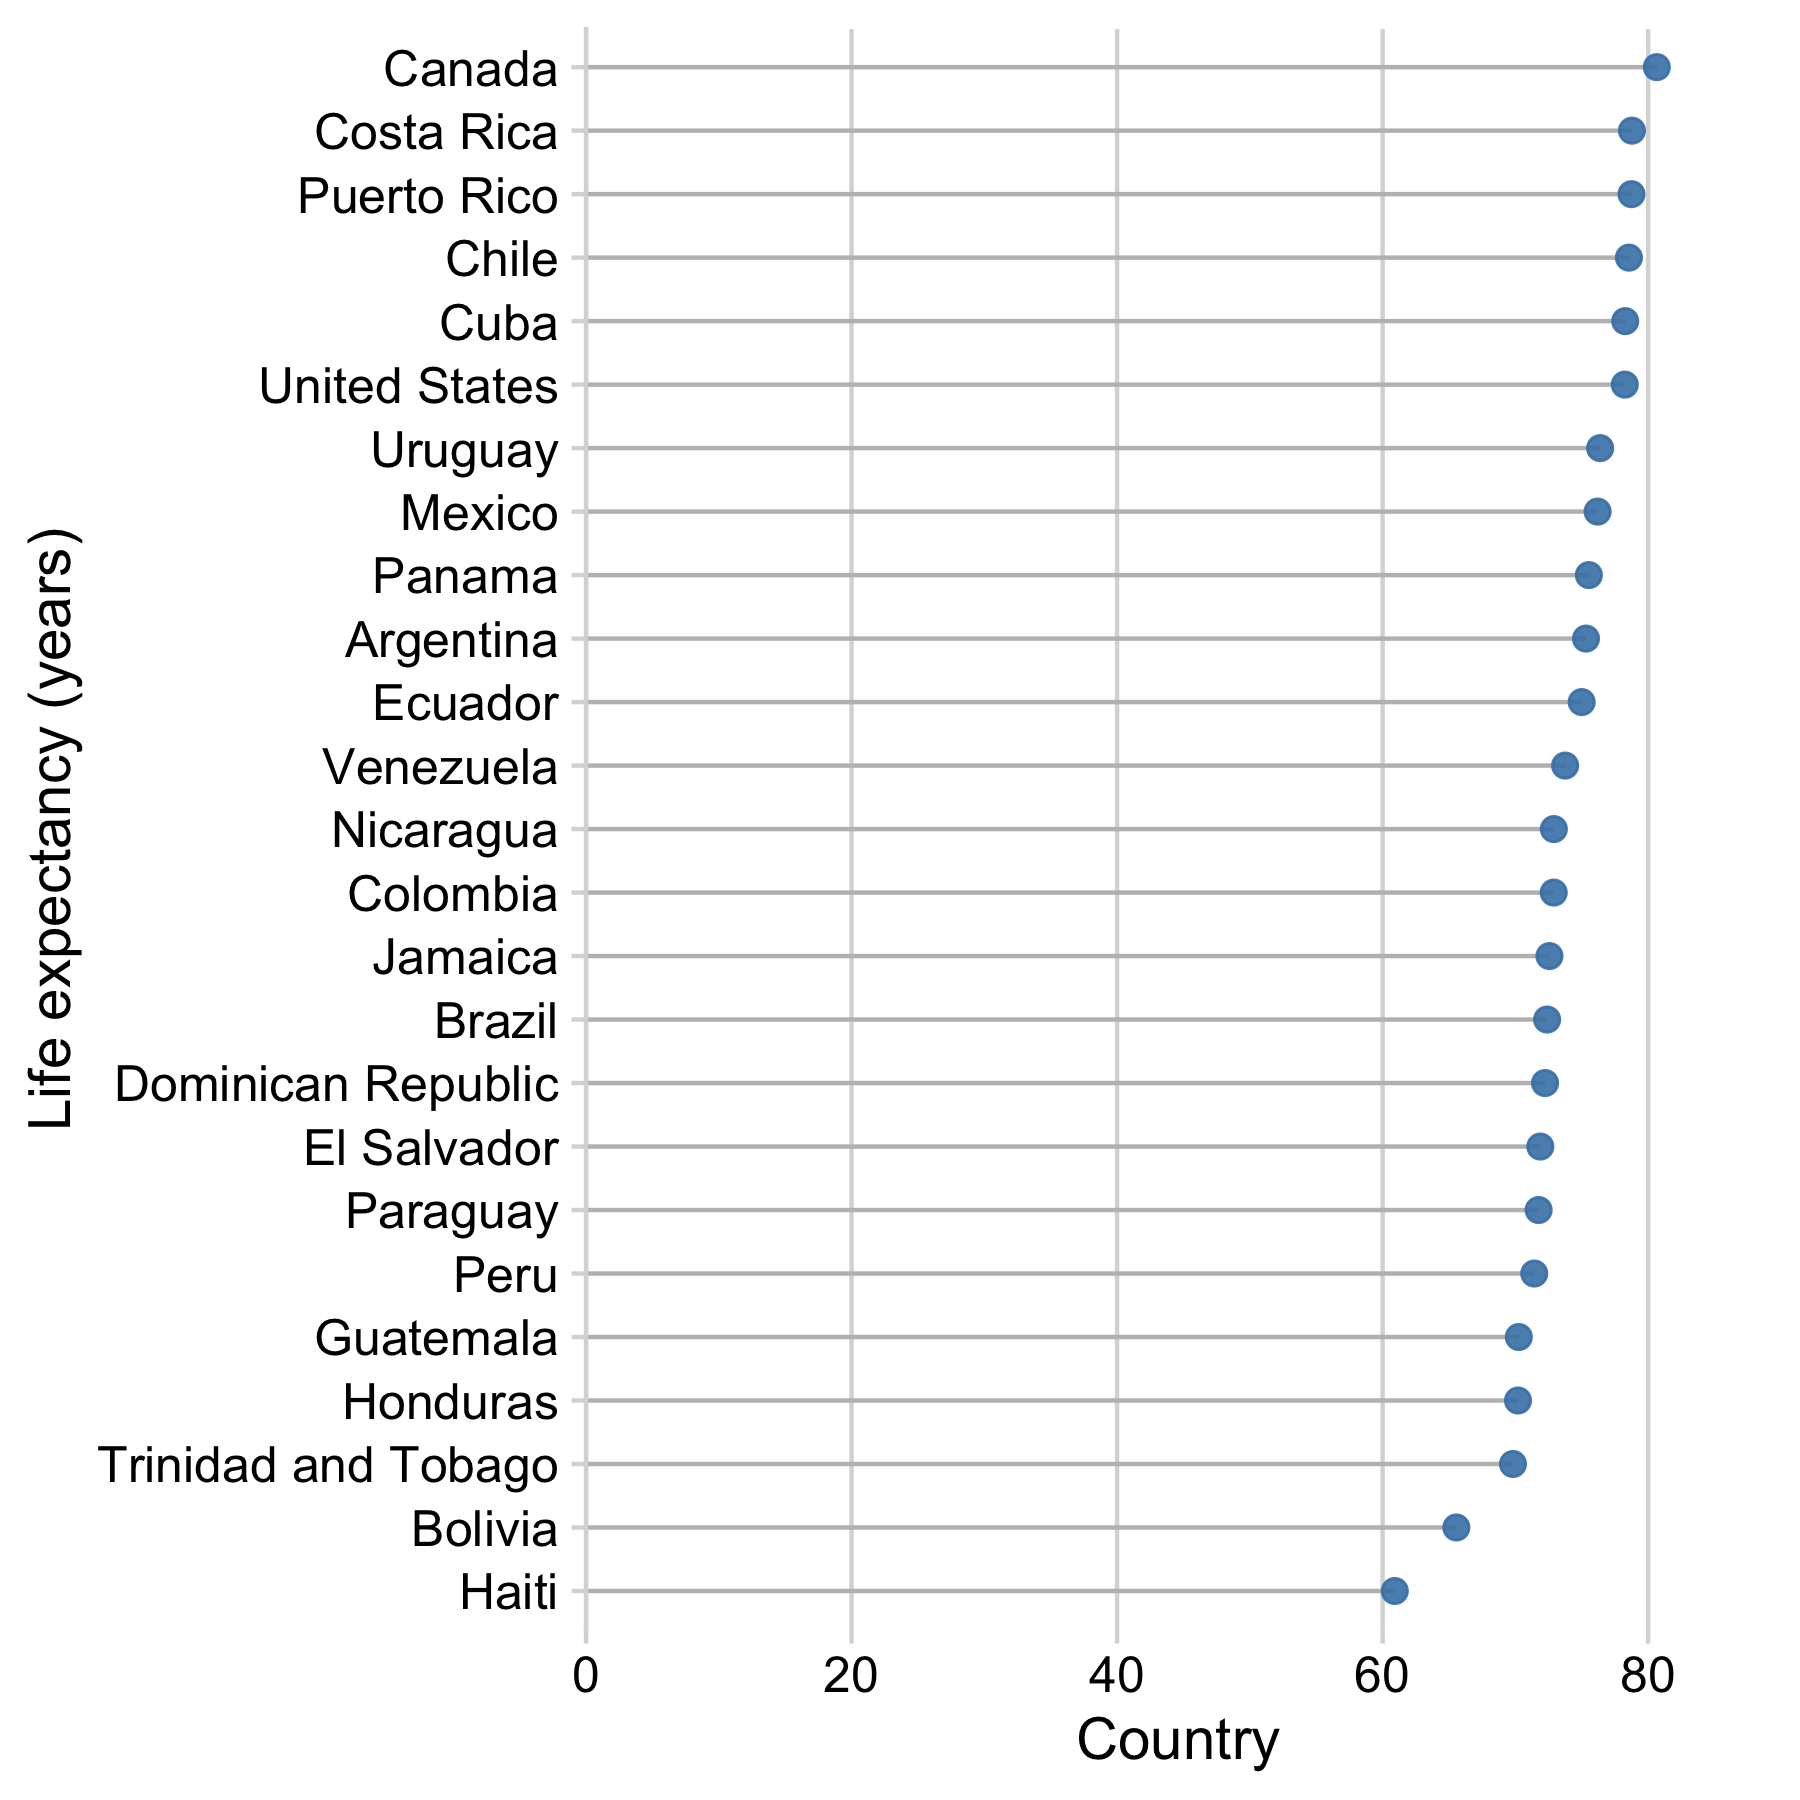 Life expectancy (years)
Canada
Costa Rica
Puerto Rico
Chile
Cuba
United States
Uruguay
Mexico
Panama
Argentina
Ecuador
Venezuela
Nicaragua
Colombia
Jamaica
Brazil
Dominican Republic
El Salvador
Paraguay
Peru
Guatemala
Honduras
Trinidad and Tobago
Bolivia
Haiti
0 20 40 60 80
Country